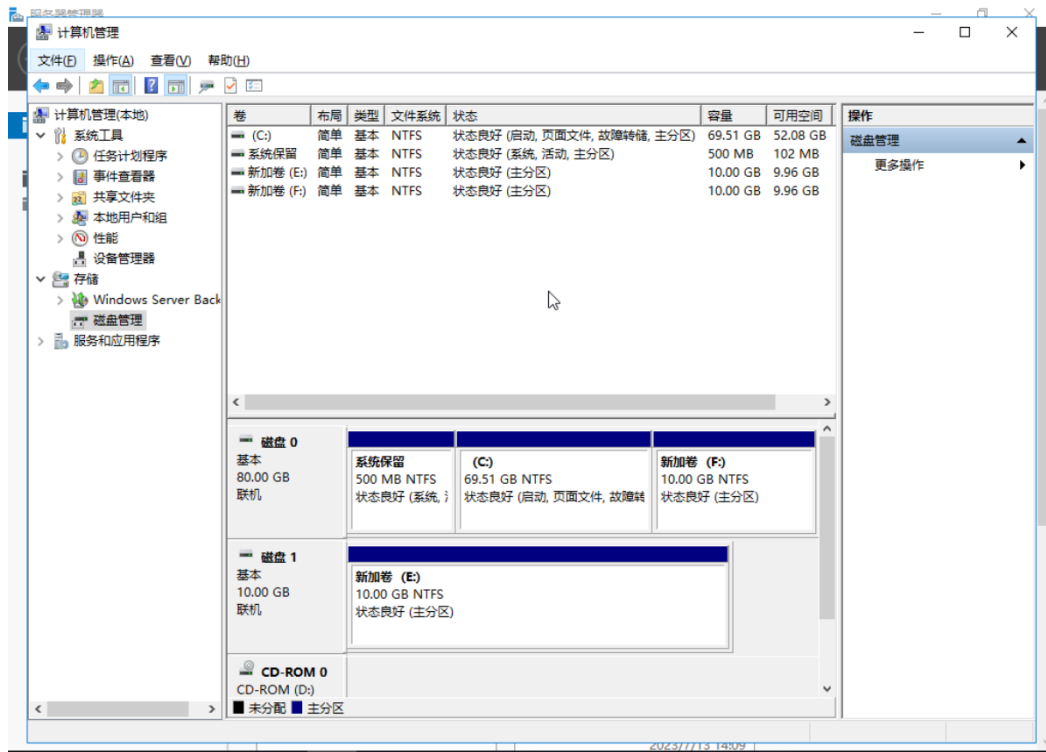 服务器管理器
计算机管理
文件(F) 操作(A) 查看(V) 帮助(H)
计算机管理(本地)
系统工具
任务计划程序
事件查看器
共享文件夹
本地用户和组
性能
设备管理器
存储
Windows Server Back
磁盘管理
服务和应用程序
卷 布局 类型 文件系统 状态 容量 可用空间
(C:) 简单 基本 NTFS 状态良好 (启动, 页面文件, 故障转储, 主分区) 69.51 GB 52.08 GB
系统保留 简单 基本 NTFS 状态良好 (系统, 活动, 主分区) 500 MB 102 MB
新加卷 (E:) 简单 基本 NTFS 状态良好 (主分区) 10.00 GB 9.96 GB
新加卷 (F:) 简单 基本 NTFS 状态良好 (主分区) 10.00 GB 9.96 GB
磁盘 0
基本
80.00 GB
联机
系统保留
500 MB NTFS
状态良好 (系统,
(C:)
69.51 GB NTFS
状态良好 (启动, 页面文件, 故障转
新加卷 (F:)
10.00 GB NTFS
状态良好 (主分区)
磁盘 1
基本
10.00 GB
联机
新加卷 (E:)
10.00 GB NTFS
状态良好 (主分区)
CD-ROM 0
CD-ROM (D:)
未分配 主分区
操作
磁盘管理
更多操作
2023/7/13 14:09